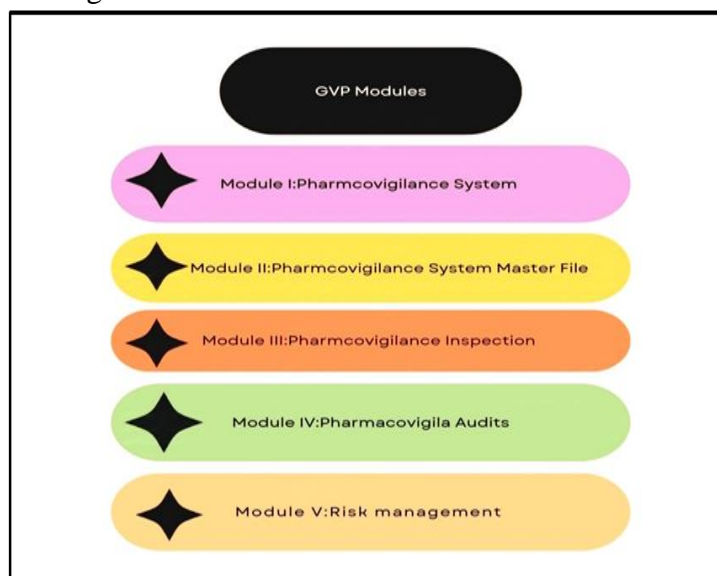 GVP Modules
Module I:Pharmcovigilance System
Module II:Pharmcovigilance System Master File
Module III:Pharmcovigilance Inspection
Module IV:Pharmacovigila Audits
Module V:Risk management